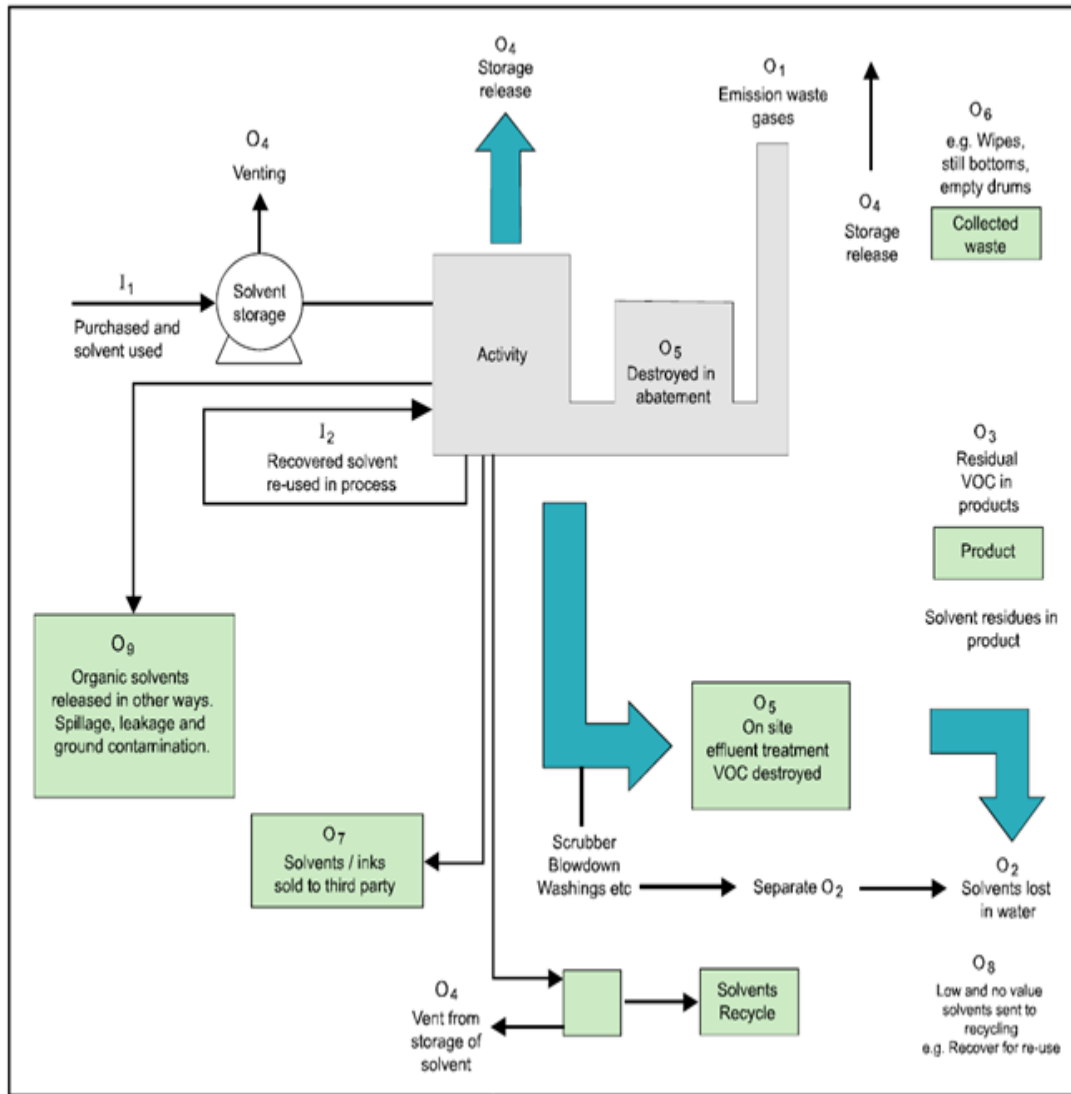 O₄
Storage
release
O₁
Emission waste
gases
O₆
e.g. Wipes,
still bottoms,
empty drums
Collected
waste
O₄
Storage
release
O₄
Venting
I₁
Purchased and
solvent used
Solvent
storage
Activity
O₅
Destroyed in
abatement
I₂
Recovered solvent
re-used in process
O₃
Residual
VOC in
products
Product
Solvent residues in
product
O₉
Organic solvents
released in other ways.
Spillage, leakage and
ground contamination.
O₅
On site
effluent treatment
VOC destroyed
O₇
Solvents / inks
sold to third party
Scrubber
Blowdown
Washings etc
Separate O₂
O₂
Solvents lost
in water
O₄
Vent from
storage of
solvent
Solvents
Recycle
O₈
Low and no value
solvents sent to
recycling
e.g. Recover for re-use